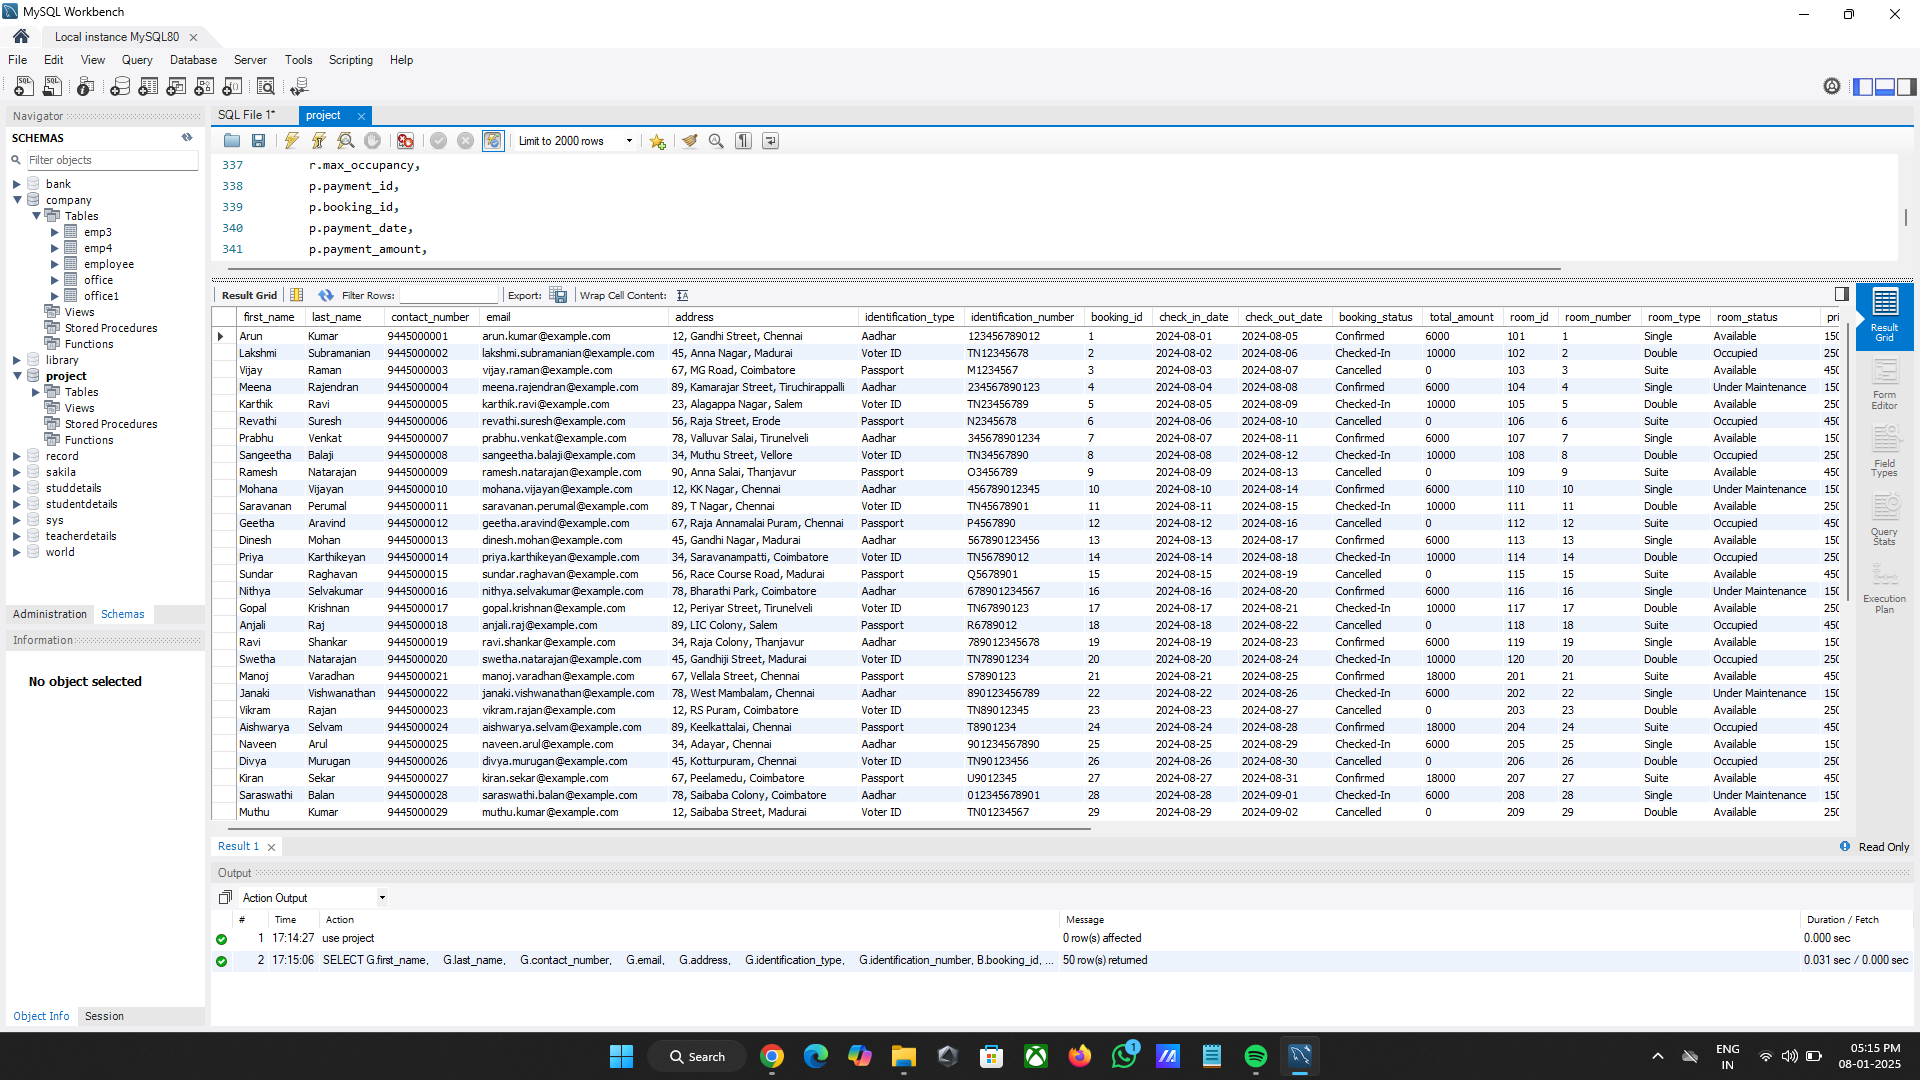 MySQL Workbench
Local instance MySQL80
File Edit View Query Database Server Tools Scripting Help
Navigator
SCHEMAS
Filter objects
bank
company
Tables
emp3
emp4
employee
office
office1
Views
Stored Procedures
Functions
library
project
Tables
Views
Stored Procedures
Functions
record
sakila
studdetails
studentdetails
sys
teacherdetails
world
Administration Schemas
Information
No object selected
Object Info Session
SQL File 1* project
Limit to 2000 rows
337 r.max_occupancy,
338 p.payment_id,
339 p.booking_id,
340 p.payment_date,
341 p.payment_amount,
Result Grid Filter Rows: Export: Wrap Cell Content:
first_name last_name contact_number email address identification_type identification_number booking_id check_in_date check_out_date booking_status total_amount room_id room_number room_type room_status pri
Arun Kumar 9445000001 arun.kumar@example.com 12, Gandhi Street, Chennai Aadhar 123456789012 1 2024-08-01 2024-08-05 Confirmed 6000 101 1 Single Available 150
Lakshmi Subramanian 9445000002 lakshmi.subramanian@example.com 45, Anna Nagar, Madurai Voter ID TN12345678 2 2024-08-02 2024-08-06 Checked-In 10000 102 2 Double Occupied 250
Vijay Raman 9445000003 vijay.raman@example.com 67, MG Road, Coimbatore Passport M1234567 3 2024-08-03 2024-08-07 Cancelled 0 103 3 Suite Available 450
Meena Rajendran 9445000004 meena.rajendran@example.com 89, Kamarajar Street, Tiruchirappalli Aadhar 234567890123 4 2024-08-04 2024-08-08 Confirmed 6000 104 4 Single Under Maintenance 150
Karthik Ravi 9445000005 karthik.ravi@example.com 23, Alagappa Nagar, Salem Voter ID TN23456789 5 2024-08-05 2024-08-09 Checked-In 10000 105 5 Double Available 250
Revathi Suresh 9445000006 revathi.suresh@example.com 56, Raja Street, Erode Passport N2345678 6 2024-08-06 2024-08-10 Cancelled 0 106 6 Suite Occupied 450
Prabhu Venkat 9445000007 prabhu.venkat@example.com 78, Valluvar Salai, Tirunelveli Aadhar 345678901234 7 2024-08-07 2024-08-11 Confirmed 6000 107 7 Single Available 150
Sangeetha Balaji 9445000008 sangeetha.balaji@example.com 34, Muthu Street, Vellore Voter ID TN34567890 8 2024-08-08 2024-08-12 Checked-In 10000 108 8 Double Occupied 250
Ramesh Natarajan 9445000009 ramesh.natarajan@example.com 90, Anna Salai, Thanjavur Passport O3456789 9 2024-08-09 2024-08-13 Cancelled 0 109 9 Suite Available 450
Mohana Vijayan 9445000010 mohana.vijayan@example.com 12, KK Nagar, Chennai Aadhar 456789012345 10 2024-08-10 2024-08-14 Confirmed 6000 110 10 Single Under Maintenance 150
Saravanan Perumal 9445000011 saravanan.perumal@example.com 89, T Nagar, Chennai Voter ID TN45678901 11 2024-08-11 2024-08-15 Checked-In 10000 111 11 Double Available 250
Geetha Aravind 9445000012 geetha.aravind@example.com 67, Raja Annamalai Puram, Chennai Passport P4567890 12 2024-08-12 2024-08-16 Cancelled 0 112 12 Suite Occupied 450
Dinesh Mohan 9445000013 dinesh.mohan@example.com 45, Gandhi Nagar, Madurai Aadhar 567890123456 13 2024-08-13 2024-08-17 Confirmed 6000 113 13 Single Available 150
Priya Karthikeyan 9445000014 priya.karthikeyan@example.com 34, Saravanampatti, Coimbatore Voter ID TN56789012 14 2024-08-14 2024-08-18 Checked-In 10000 114 14 Double Occupied 250
Sundar Raghavan 9445000015 sundar.raghavan@example.com 56, Race Course Road, Madurai Passport Q5678901 15 2024-08-15 2024-08-19 Cancelled 0 115 15 Suite Available 450
Nithya Selvakumar 9445000016 nithya.selvakumar@example.com 78, Bharathi Park, Coimbatore Aadhar 678901234567 16 2024-08-16 2024-08-20 Confirmed 6000 116 16 Single Under Maintenance 150
Gopal Krishnan 9445000017 gopal.krishnan@example.com 12, Periyar Street, Tirunelveli Voter ID TN67890123 17 2024-08-17 2024-08-21 Checked-In 10000 117 17 Double Available 250
Anjali Raj 9445000018 anjali.raj@example.com 89, LIC Colony, Salem Passport R6789012 18 2024-08-18 2024-08-22 Cancelled 0 118 18 Suite Occupied 450
Ravi Shankar 9445000019 ravi.shankar@example.com 34, Raja Colony, Thanjavur Aadhar 789012345678 19 2024-08-19 2024-08-23 Confirmed 6000 119 19 Single Available 150
Swetha Natarajan 9445000020 swetha.natarajan@example.com 45, Gandhiji Street, Madurai Voter ID TN78901234 20 2024-08-20 2024-08-24 Checked-In 10000 120 20 Double Occupied 250
Manoj Varadhan 9445000021 manoj.varadhan@example.com 67, Vellala Street, Chennai Passport S7890123 21 2024-08-21 2024-08-25 Confirmed 18000 201 21 Suite Available 450
Janaki Vishwanathan 9445000022 janaki.vishwanathan@example.com 78, West Mambalam, Chennai Aadhar 890123456789 22 2024-08-22 2024-08-26 Checked-In 6000 202 22 Single Under Maintenance 150
Vikram Rajan 9445000023 vikram.rajan@example.com 12, RS Puram, Coimbatore Voter ID TN89012345 23 2024-08-23 2024-08-27 Cancelled 0 203 23 Double Available 250
Aishwarya Selvam 9445000024 aishwarya.selvam@example.com 89, Keelkattalai, Chennai Passport T8901234 24 2024-08-24 2024-08-28 Confirmed 18000 204 24 Suite Occupied 450
Naveen Arul 9445000025 naveen.arul@example.com 34, Adayar, Chennai Aadhar 901234567890 25 2024-08-25 2024-08-29 Checked-In 6000 205 25 Single Available 150
Divya Murugan 9445000026 divya.murugan@example.com 45, Kotturpuram, Chennai Voter ID TN90123456 26 2024-08-26 2024-08-30 Cancelled 0 206 26 Double Occupied 250
Kiran Sekar 9445000027 kiran.sekar@example.com 67, Peelamedu, Coimbatore Passport U9012345 27 2024-08-27 2024-08-31 Confirmed 18000 207 27 Suite Available 450
Saraswathi Balan 9445000028 saraswathi.balan@example.com 78, Saibaba Colony, Coimbatore Aadhar 012345678901 28 2024-08-28 2024-09-01 Checked-In 6000 208 28 Single Under Maintenance 150
Muthu Kumar 9445000029 muthu.kumar@example.com 12, Saibaba Street, Madurai Voter ID TN01234567 29 2024-08-29 2024-09-02 Cancelled 0 209 29 Double Available 250
Result Grid
Form Editor
Field Types
Query Stats
Execution Plan
Result 1 Read Only
Output
Action Output
# Time Action Message Duration / Fetch
1 17:14:27 use project 0 row(s) affected 0.000 sec
2 17:15:06 SELECT G.first_name, G.last_name, G.contact_number, G.email, G.address, G.identification_type, G.identification_number, B.booking_id, ... 50 row(s) returned 0.031 sec / 0.000 sec
Search
1
ENG
IN
05:15 PM
08-01-2025